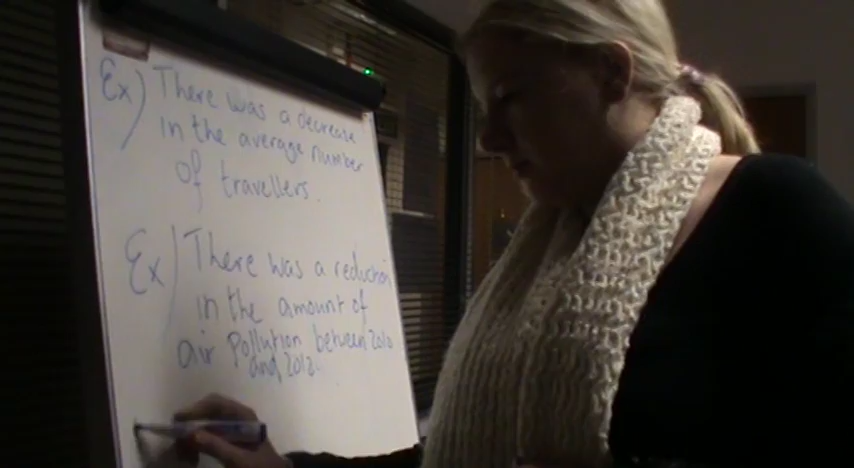 Ex) There was a decrease
in the average number
of travellers.
Ex) There was a reduction
in the amount of
air Pollution between 2010
and 2012.